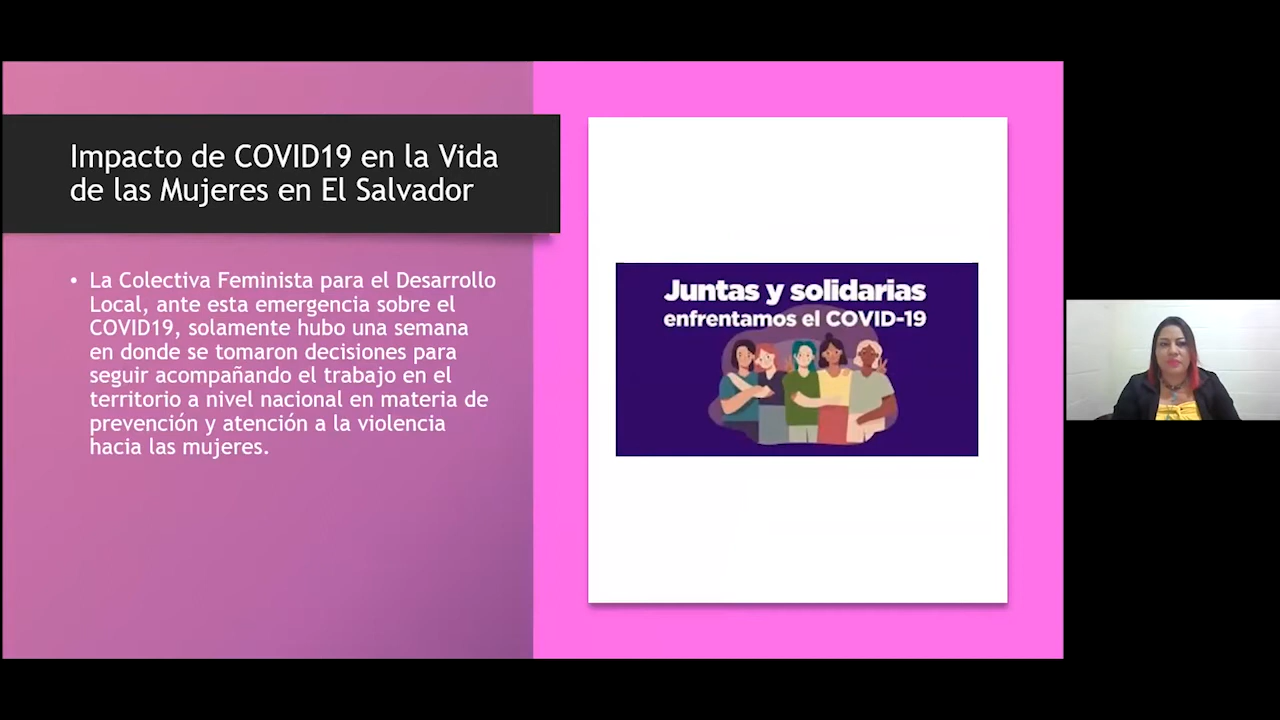 Impacto de COVID19 en la Vida
de las Mujeres en El Salvador
• La Colectiva Feminista para el Desarrollo
Local, ante esta emergencia sobre el
COVID19, solamente hubo una semana
en donde se tomaron decisiones para
seguir acompañando el trabajo en el
territorio a nivel nacional en materia de
prevención y atención a la violencia
hacia las mujeres.
Juntas y solidarias
enfrentamos el COVID-19